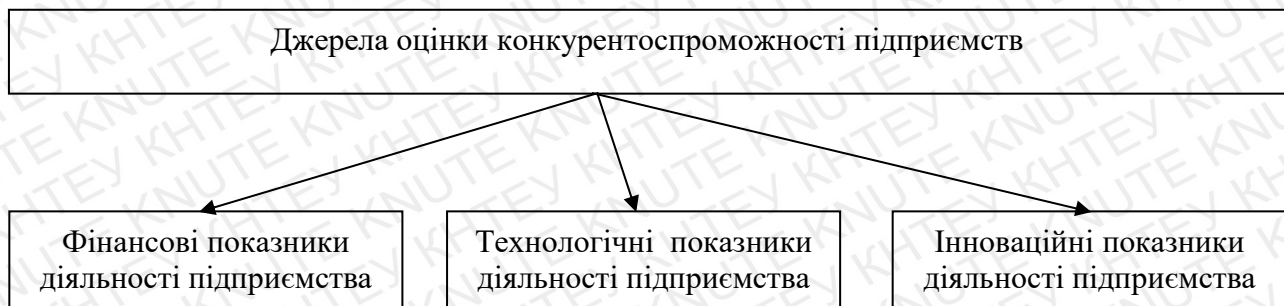 Джерела оцінки конкурентоспроможності підприємств
Фінансові показники
діяльності підприємства
Технологічні показники
діяльності підприємства
Інноваційні показники
діяльності підприємства